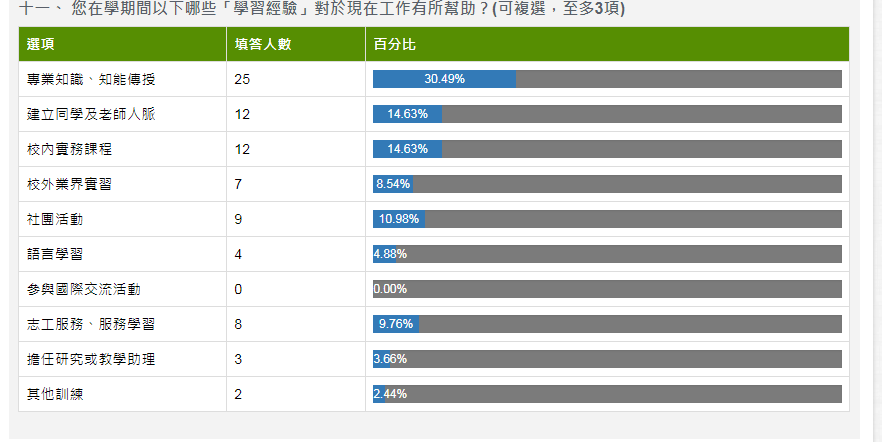 十一、 您在學期間以下哪些「學習經驗」對於現在工作有所幫助？(可複選，至多3項)
選項 填答人數 百分比
專業知識、知能傳授 25 30.49%
建立同學及老師人脈 12 14.63%
校內實務課程 12 14.63%
校外業界實習 7 8.54%
社團活動 9 10.98%
語言學習 4 4.88%
參與國際交流活動 0 0.00%
志工服務、服務學習 8 9.76%
擔任研究或教學助理 3 3.66%
其他訓練 2 2.44%